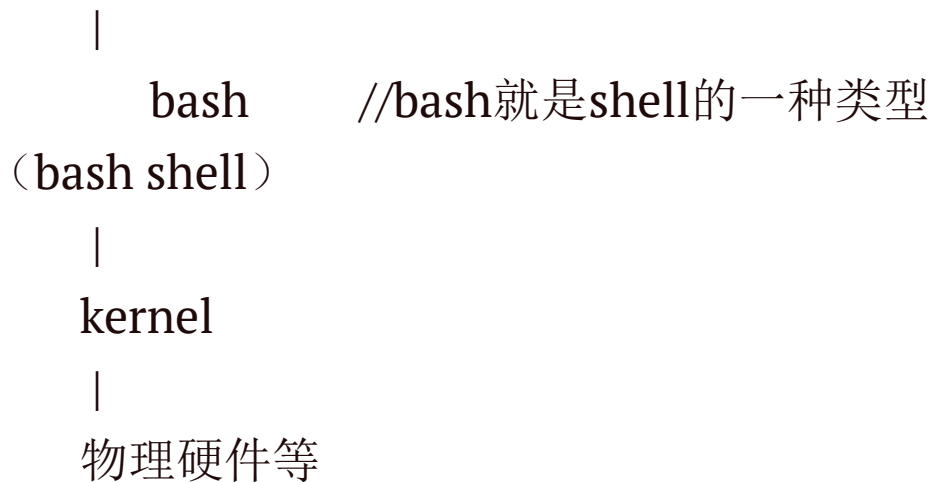 |
bash //bash就是shell的一种类型
（bash shell）
|
kernel
|
物理硬件等